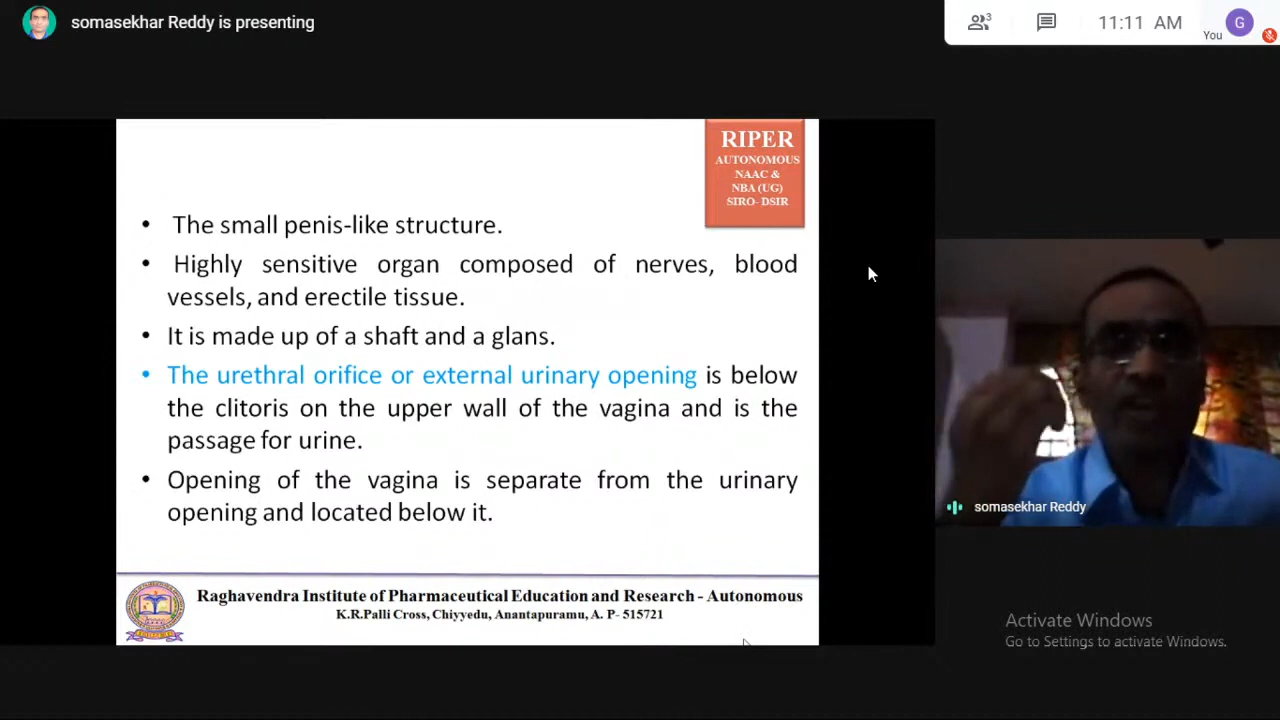 somasekhar Reddy is presenting
3
11:11 AM
You
G
RIPER
AUTONOMOUS
NAAC &
NBA (UG)
SIRO- DSIR
• The small penis-like structure.
• Highly sensitive organ composed of nerves, blood
vessels, and erectile tissue.
• It is made up of a shaft and a glans.
• The urethral orifice or external urinary opening is below
the clitoris on the upper wall of the vagina and is the
passage for urine.
• Opening of the vagina is separate from the urinary
opening and located below it.
somasekhar Reddy
Raghavendra Institute of Pharmaceutical Education and Research - Autonomous
K.R.Palli Cross, Chiyyedu, Anantapuramu, A. P- 515721
Activate Windows
Go to Settings to activate Windows.